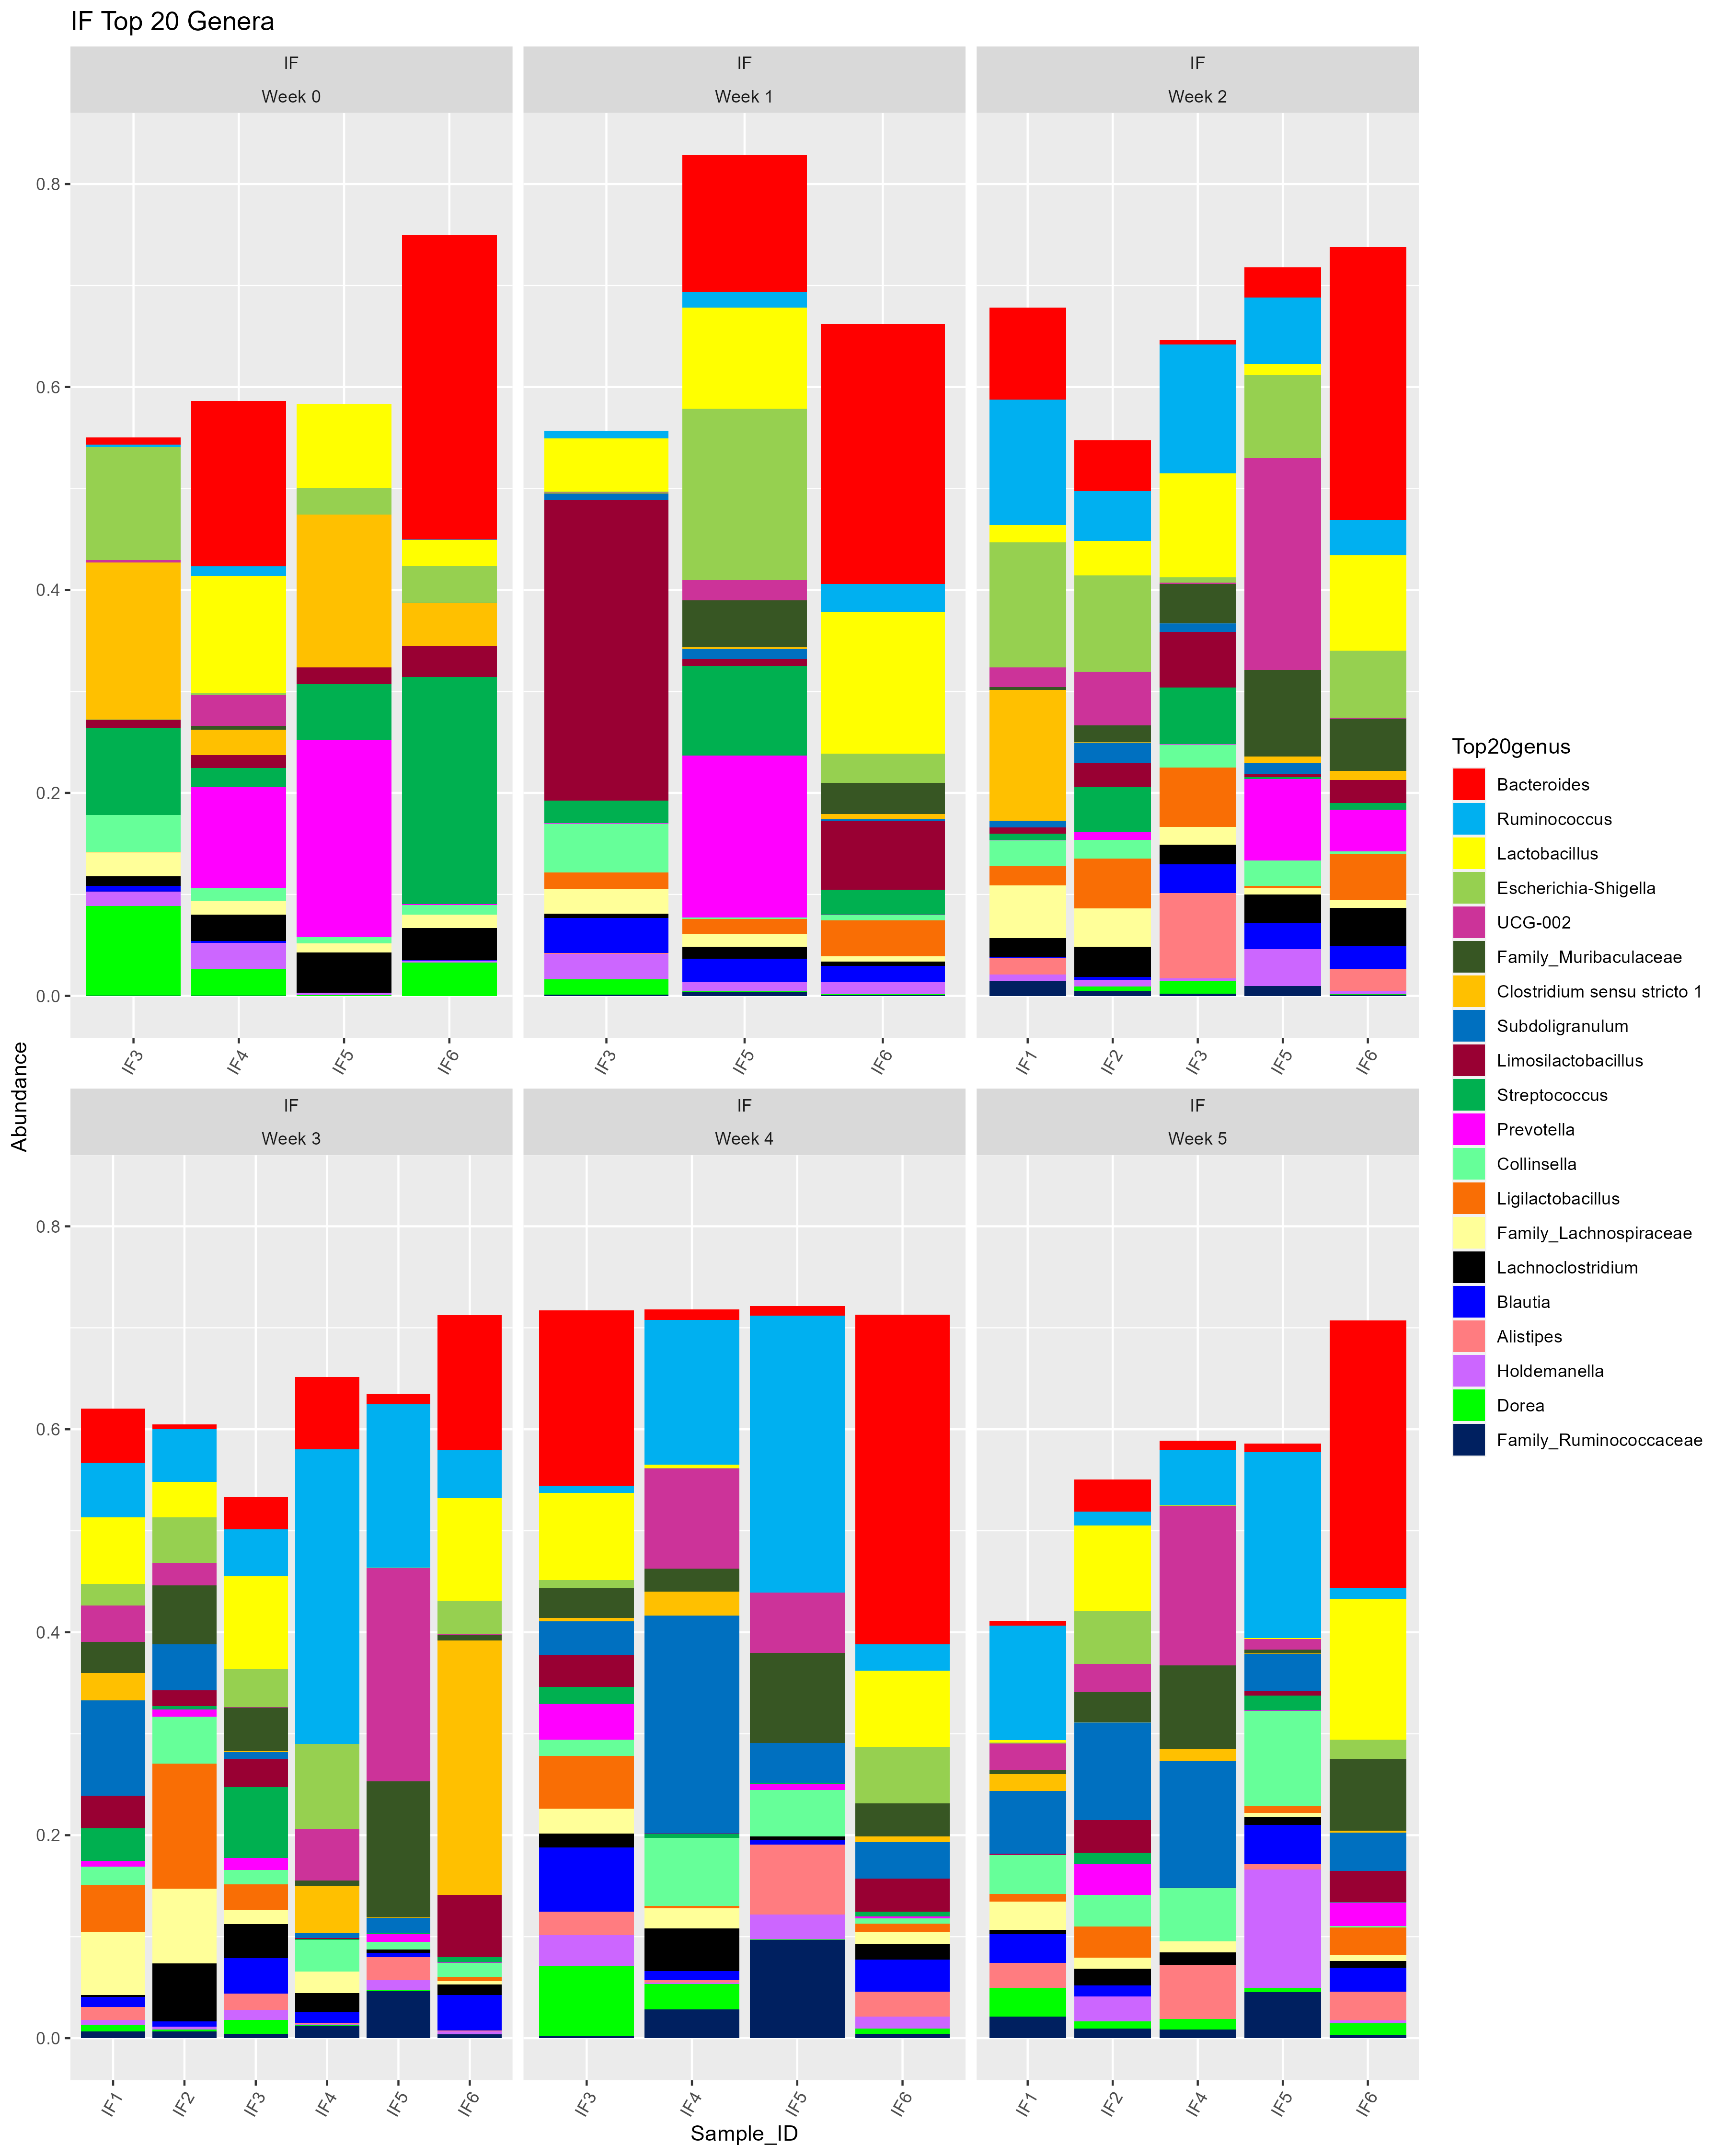 IF Top 20 Genera
IF
Week 0
IF
Week 1
IF
Week 2
0.8
0.6
0.4
0.2
0.0
IF3 IF4 IF5 IF6
IF3 IF5 IF6
IF1 IF2 IF3 IF5 IF6
Abundance
IF
Week 3
IF
Week 4
IF
Week 5
0.8
0.6
0.4
0.2
0.0
IF1 IF2 IF3 IF4 IF5 IF6
IF3 IF4 IF5 IF6
IF1 IF2 IF3 IF4 IF5 IF6
Sample_ID
Top20genus
Bacteroides
Ruminococcus
Lactobacillus
Escherichia-Shigella
UCG-002
Family_Muribaculaceae
Clostridium sensu stricto 1
Subdoligranulum
Limosilactobacillus
Streptococcus
Prevotella
Collinsella
Ligilactobacillus
Family_Lachnospiraceae
Lachnoclostridium
Blautia
Alistipes
Holdemanella
Dorea
Family_Ruminococcaceae